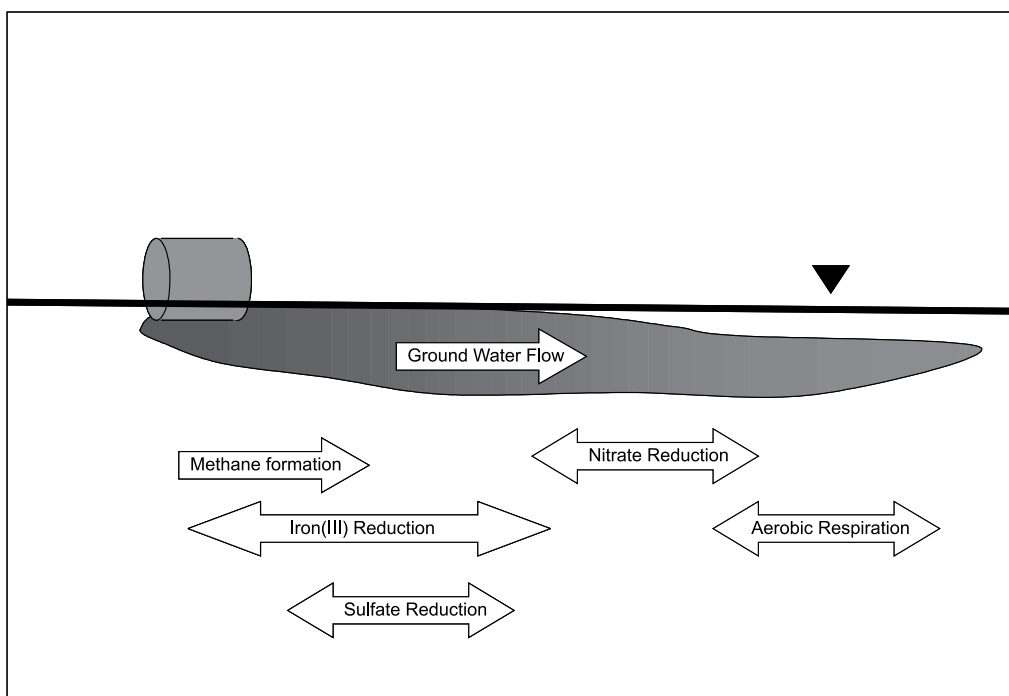 Ground Water Flow
Nitrate Reduction
Methane formation
Iron(III) Reduction
Aerobic Respiration
Sulfate Reduction